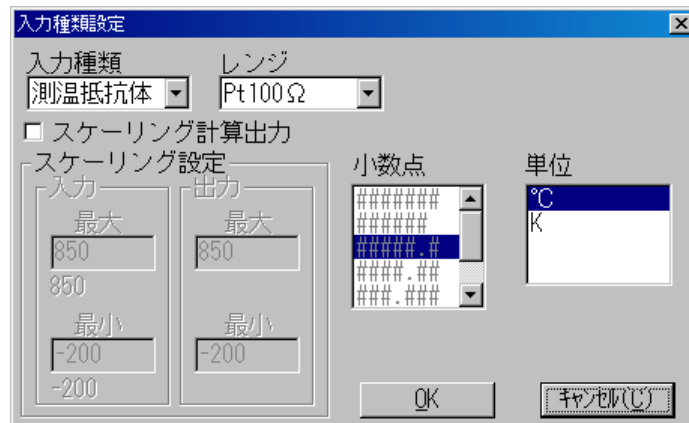 入力種類設定
入力種類
レンジ
測温抵抗体
Pt100Ω
スケーリング計算出力
スケーリング設定
入力
最大
850
850
最小
-200
-200
出力
最大
850
最小
-200
小数点
#######
######
#####.#
####.##
###.###
単位
℃
K
OK
ｷｬﾝｾﾙ(C)